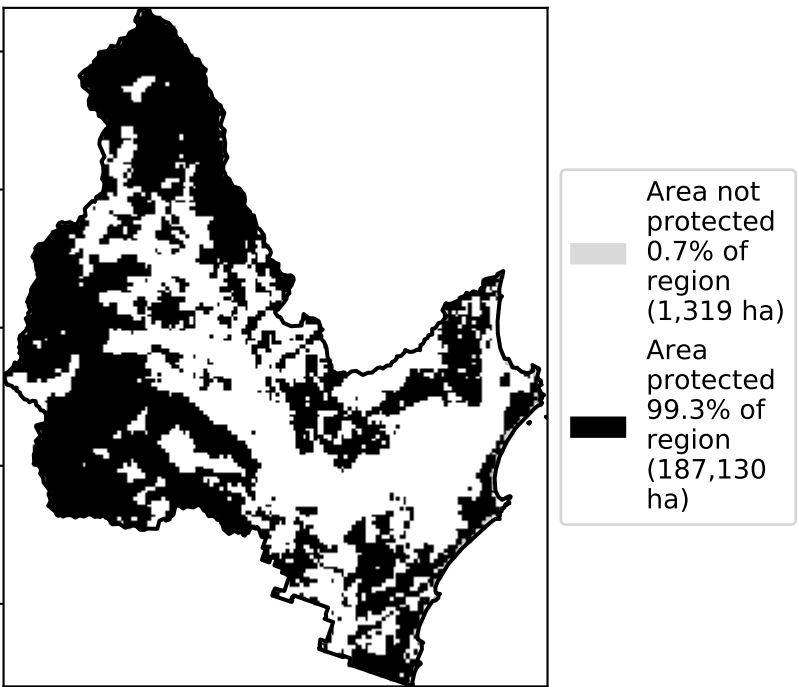 Area not
protected
0.7% of
region
(1,319 ha)
Area
protected
99.3% of
region
(187,130
ha)